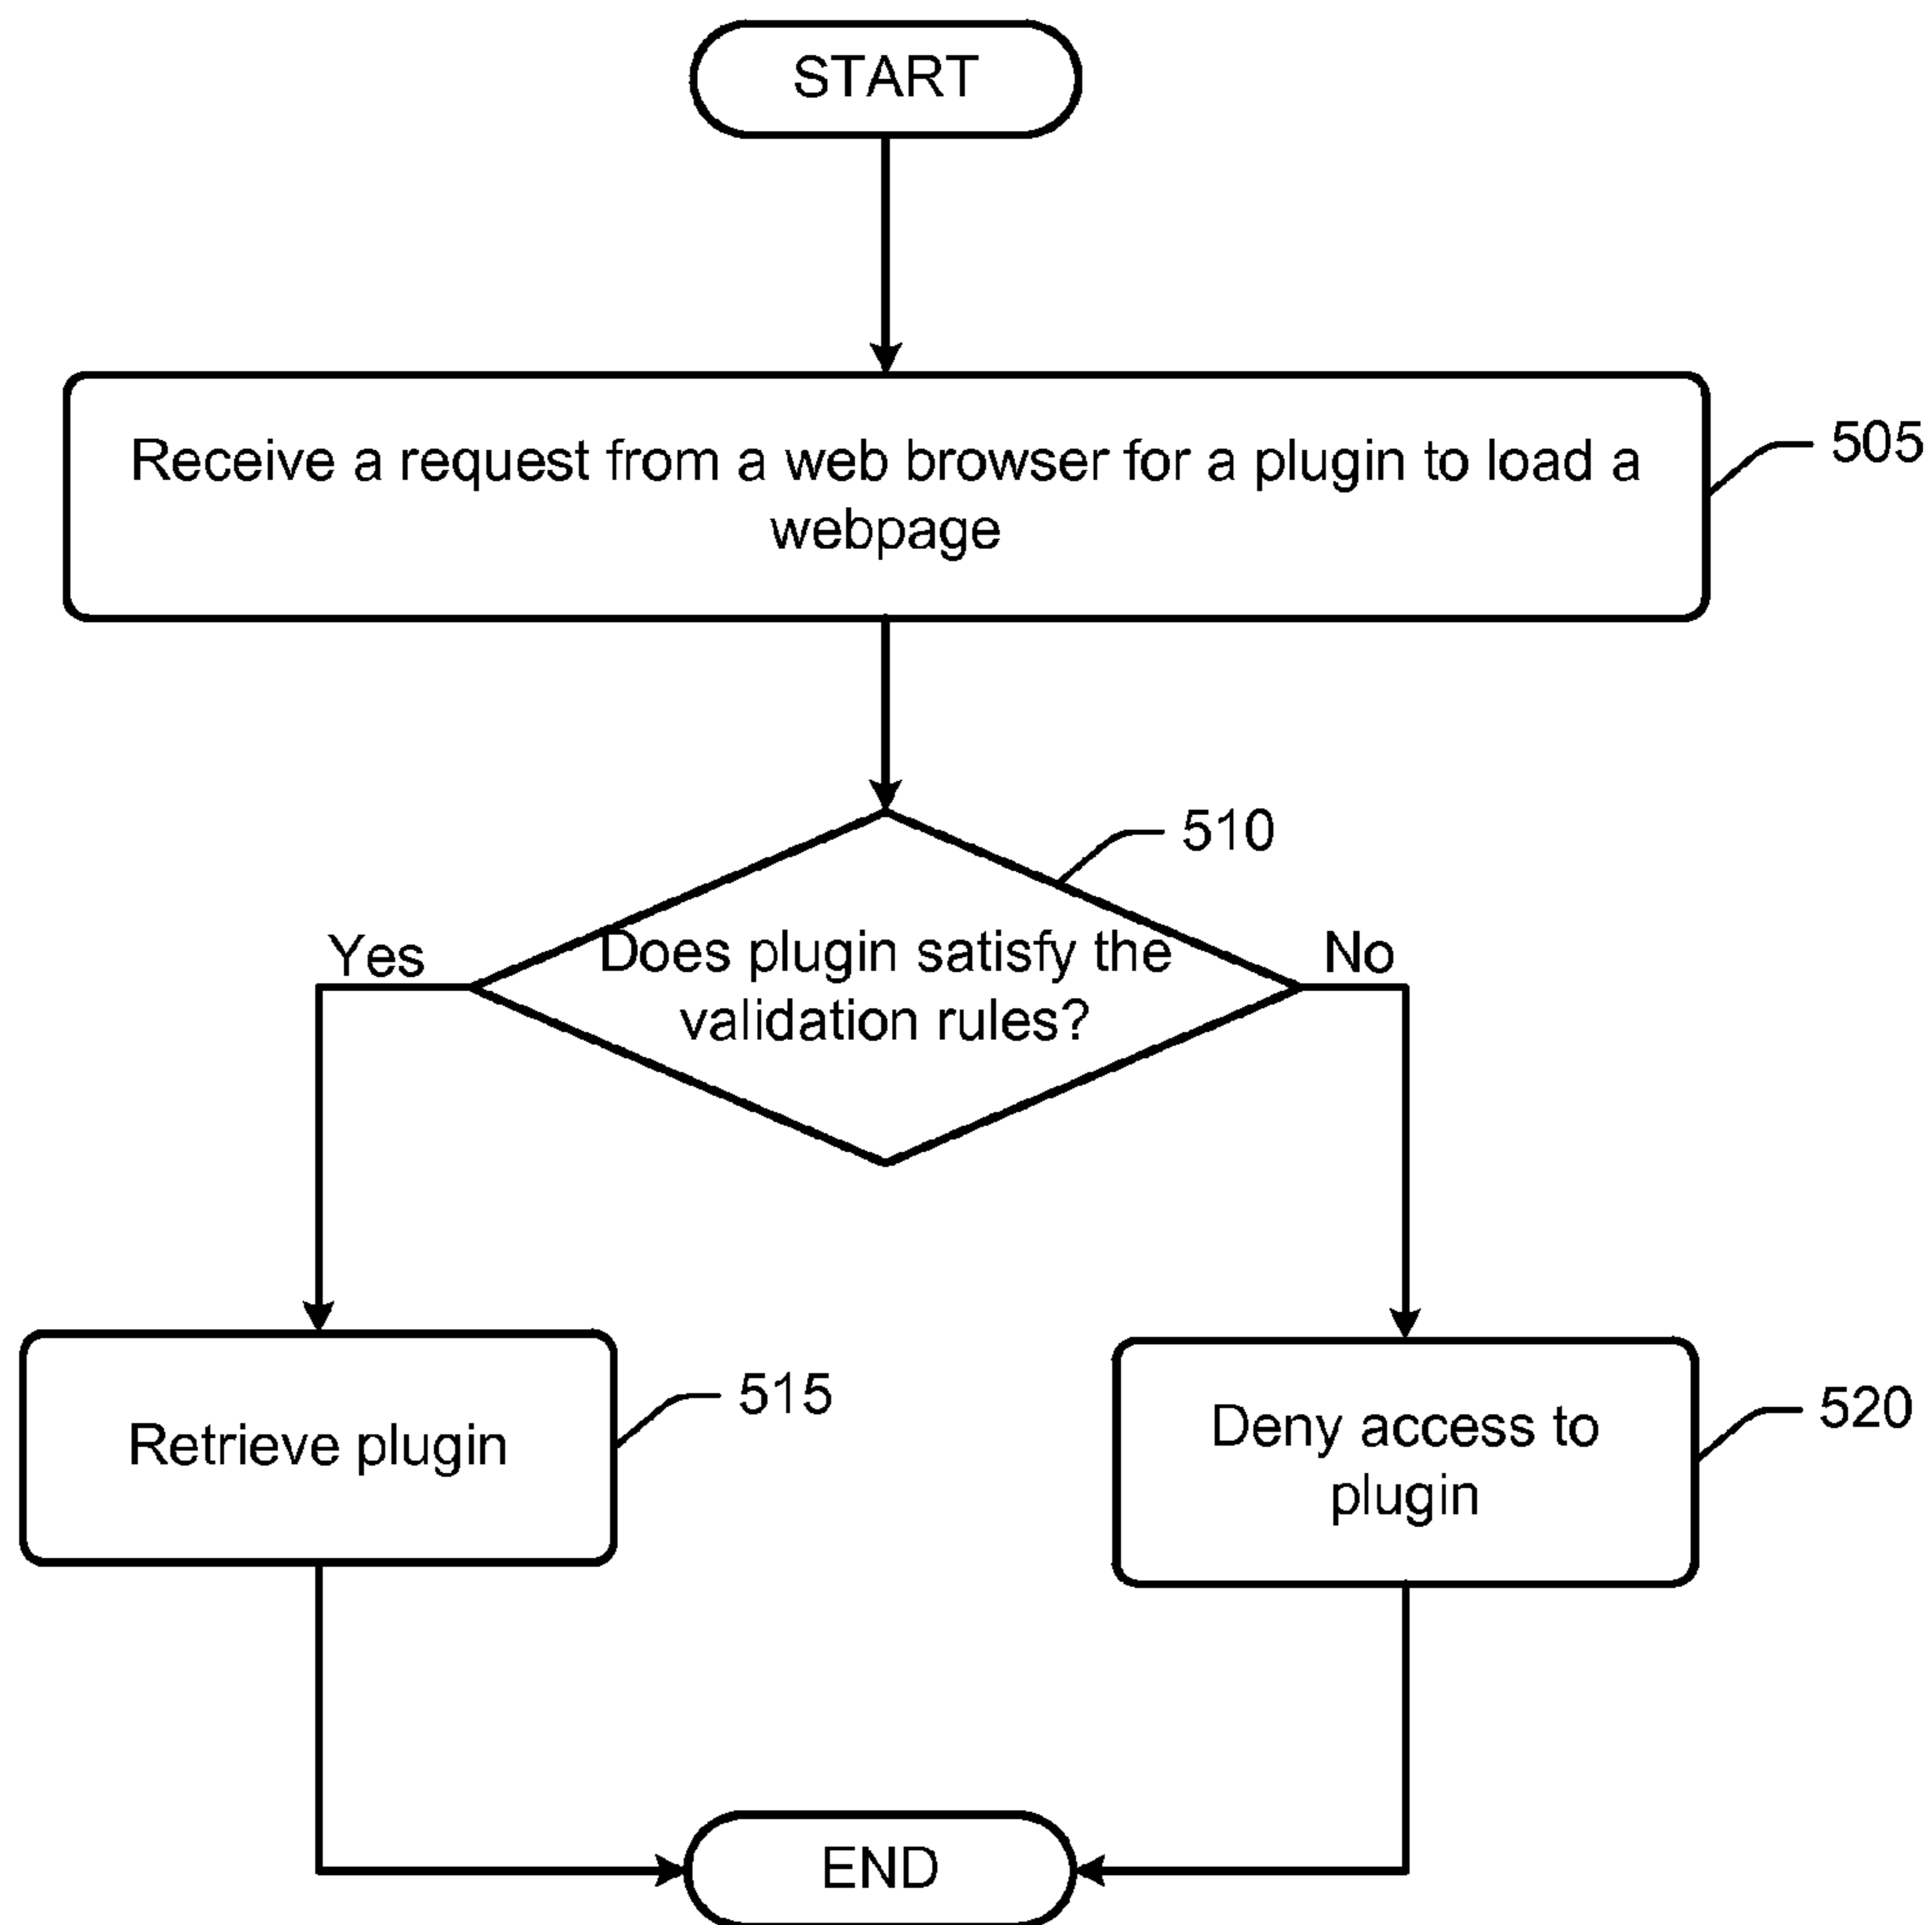 START
Receive a request from a web browser for a plugin to load a
webpage
505
510
Yes
Does plugin satisfy the
validation rules?
No
Retrieve plugin
515
Deny access to
plugin
520
END